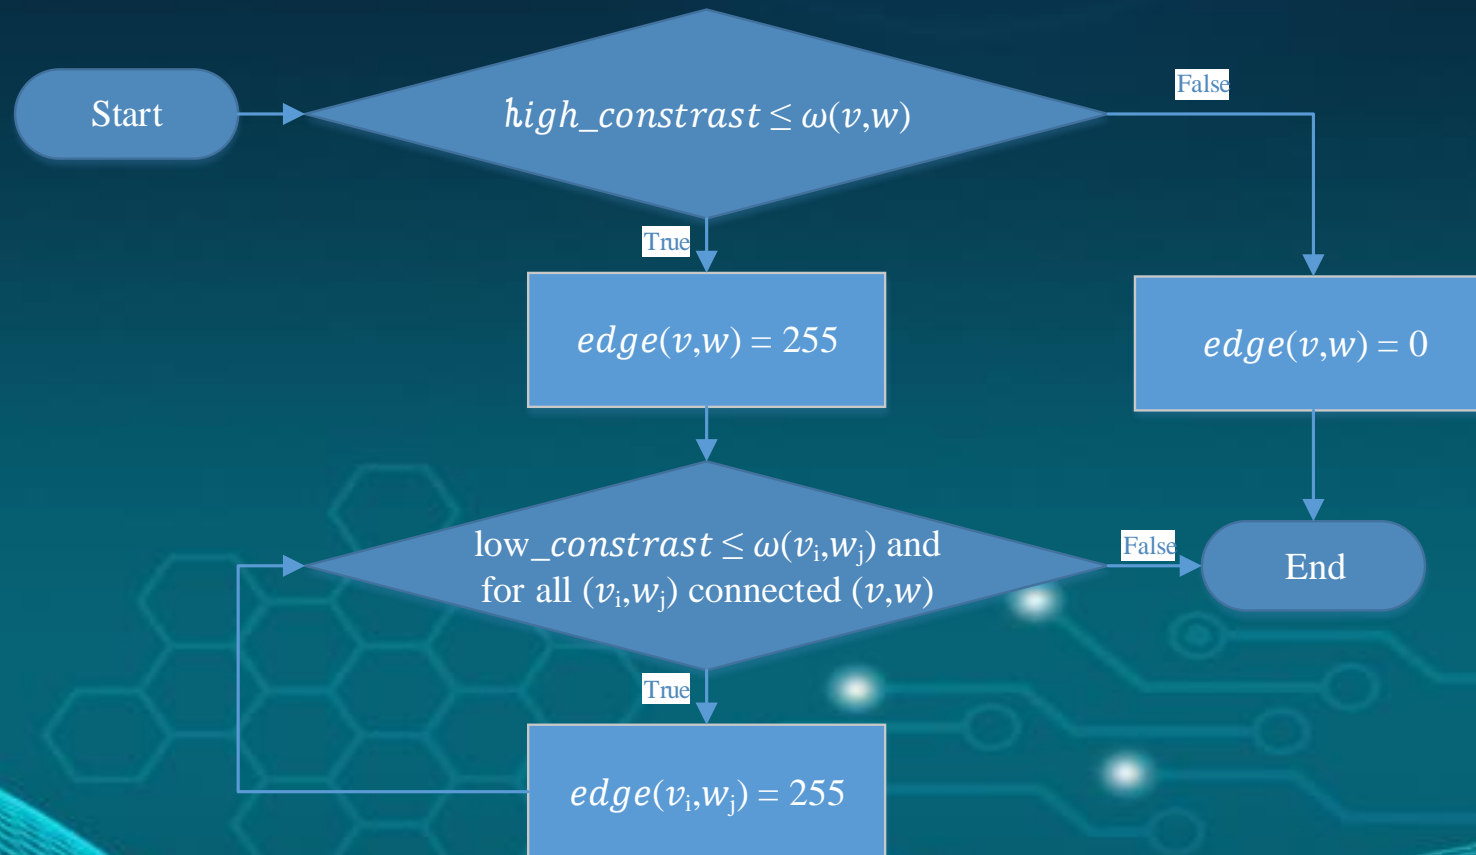 Start
ℎigh_constrast ≤ ω(v,w)
False
True
edge(v,w) = 255
edge(v,w) = 0
low_constrast ≤ ω(vᵢ,wⱼ) and
for all (vᵢ,wⱼ) connected (v,w)
False
End
True
edge(vᵢ,wⱼ) = 255